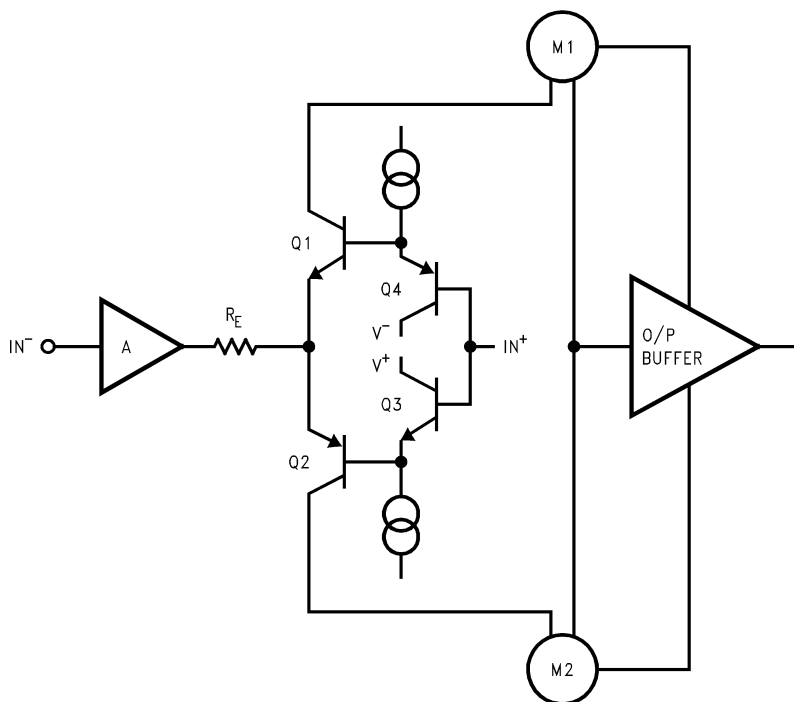 M1
Q1
Q4
RE
IN-
A
V-
IN+
O/P
BUFFER
V+
Q3
Q2
M2